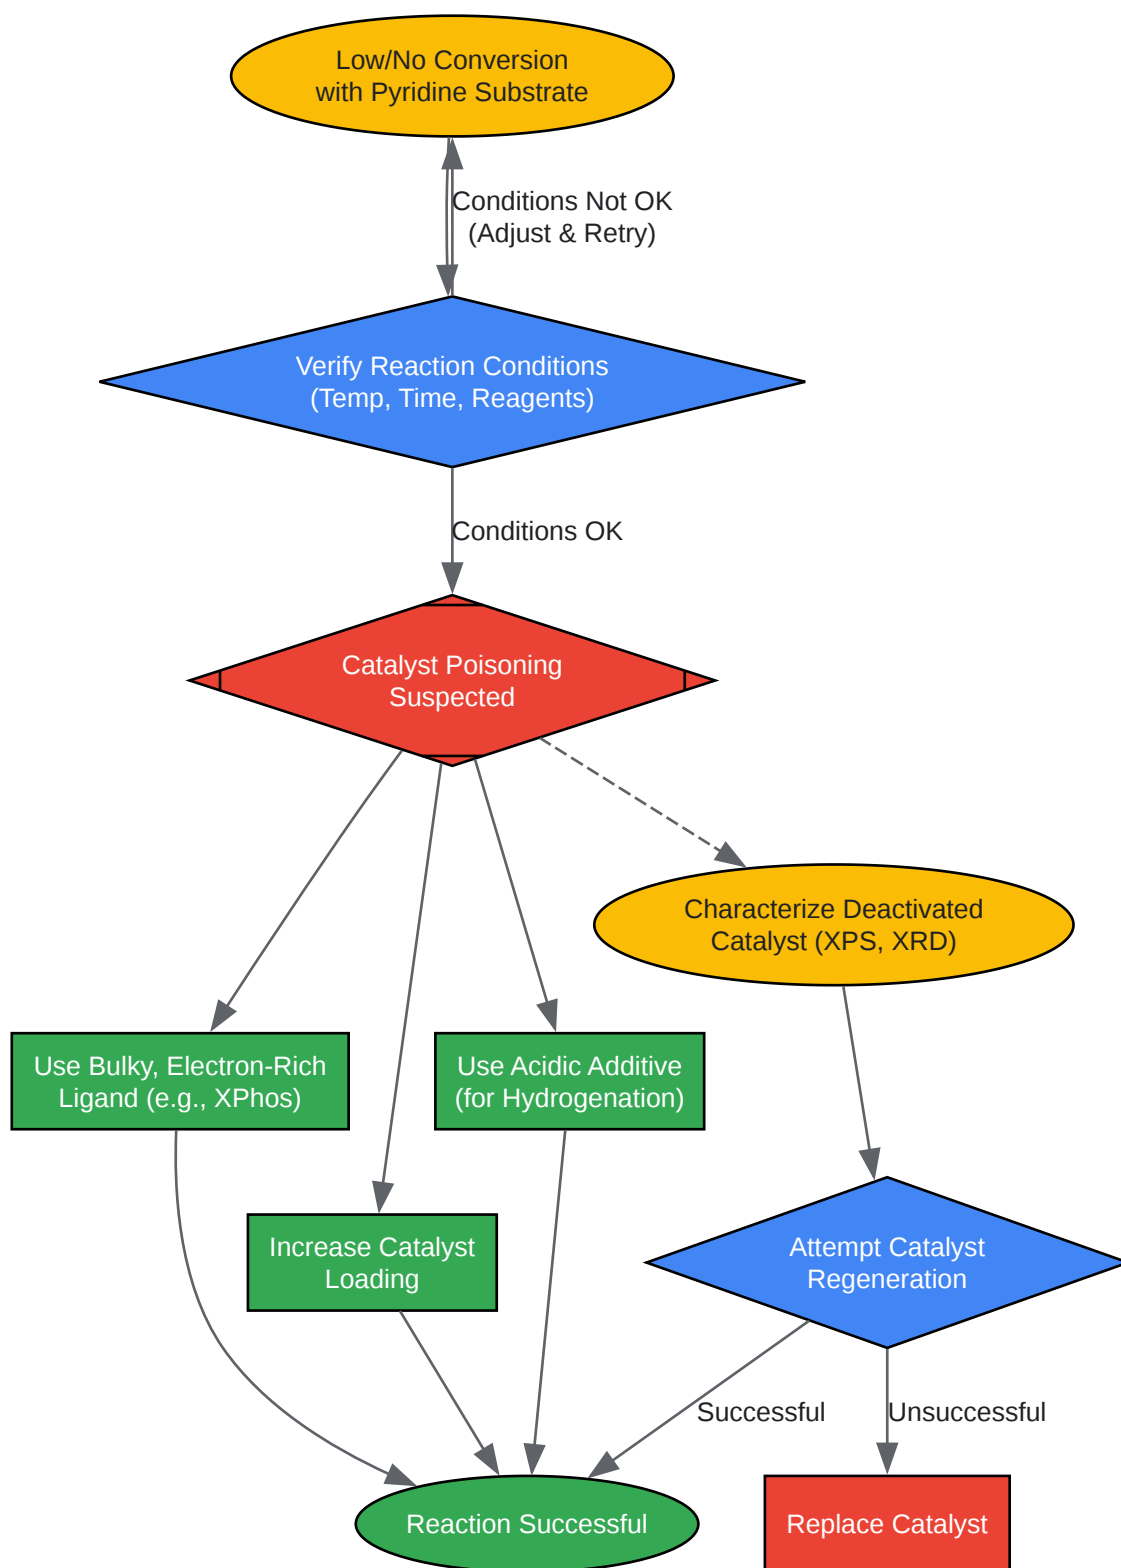 Low/No Conversion
with Pyridine Substrate
Conditions Not OK
(Adjust & Retry)
Verify Reaction Conditions
(Temp, Time, Reagents)
Conditions OK
Catalyst Poisoning
Suspected
Characterize Deactivated
Catalyst (XPS, XRD)
Use Bulky, Electron-Rich
Ligand (e.g., XPhos)
Use Acidic Additive
(for Hydrogenation)
Increase Catalyst
Loading
Attempt Catalyst
Regeneration
Successful
Unsuccessful
Reaction Successful
Replace Catalyst